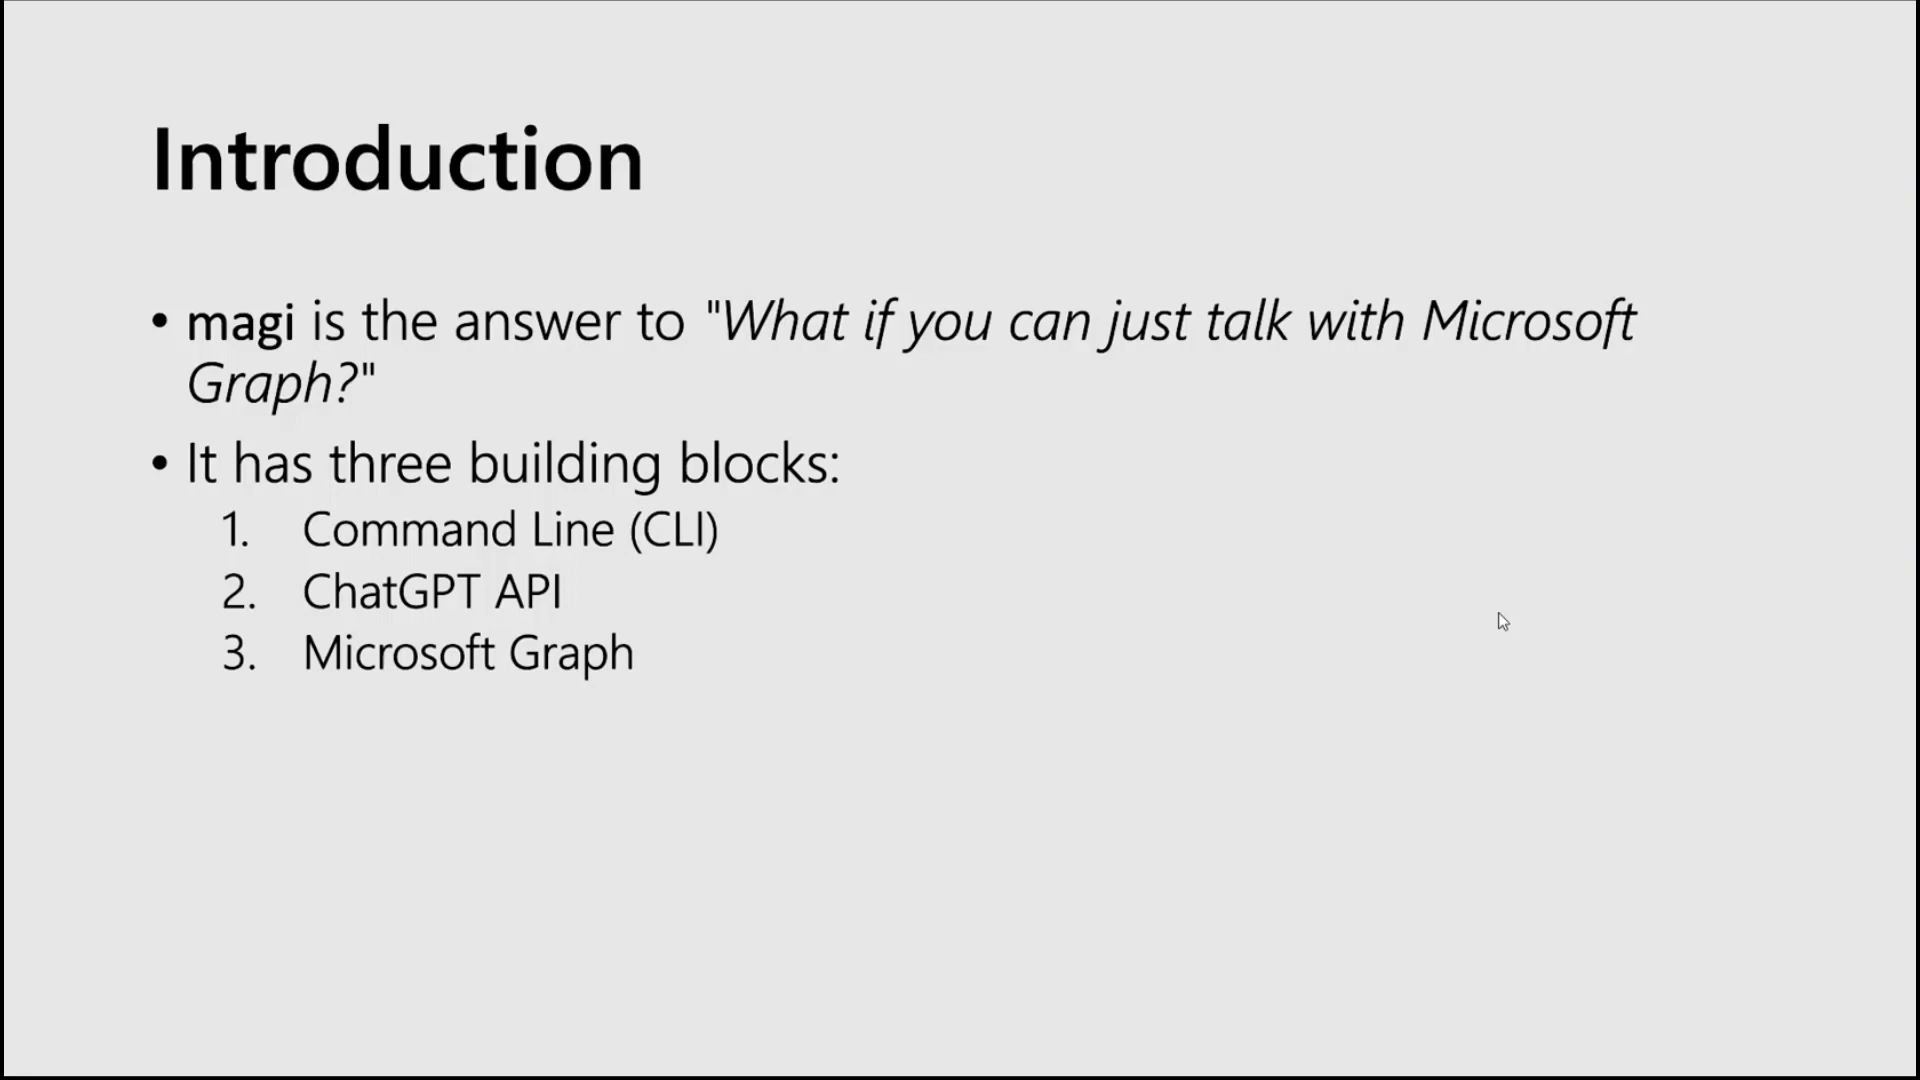 Introduction
• magi is the answer to "What if you can just talk with Microsoft
Graph?"
• It has three building blocks:
1. Command Line (CLI)
2. ChatGPT API
3. Microsoft Graph